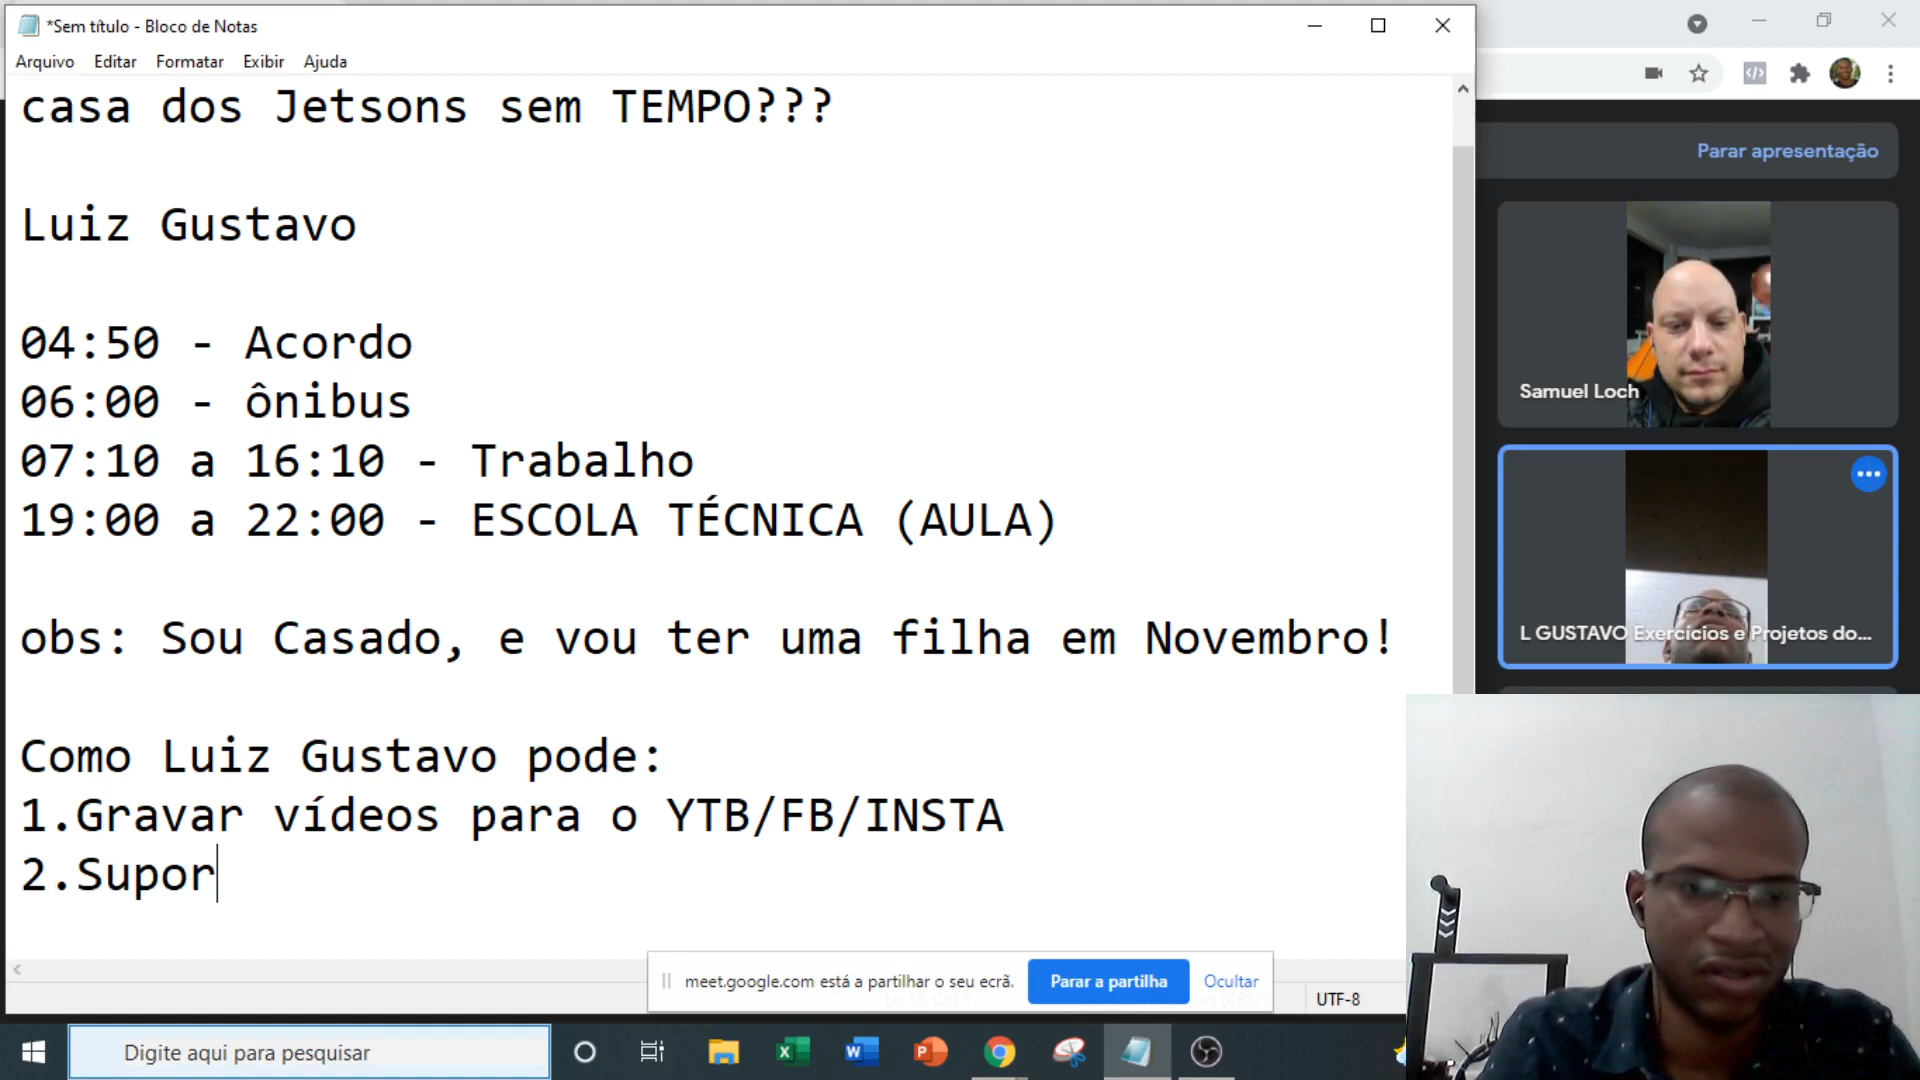 *Sem título - Bloco de Notas
Arquivo Editar Formatar Exibir Ajuda
casa dos Jetsons sem TEMPO???
Luiz Gustavo
04:50 - Acordo
06:00 - ônibus
07:10 a 16:10 - Trabalho
19:00 a 22:00 - ESCOLA TÉCNICA (AULA)
obs: Sou Casado, e vou ter uma filha em Novembro!
Como Luiz Gustavo pode:
1.Gravar vídeos para o YTB/FB/INSTA
2.Supor
Parar apresentação
Samuel Loch
L GUSTAVO Exercícios e Projetos do...
meet.google.com está a partilhar o seu ecrã. Parar a partilha Ocultar
UTF-8
Digite aqui para pesquisar